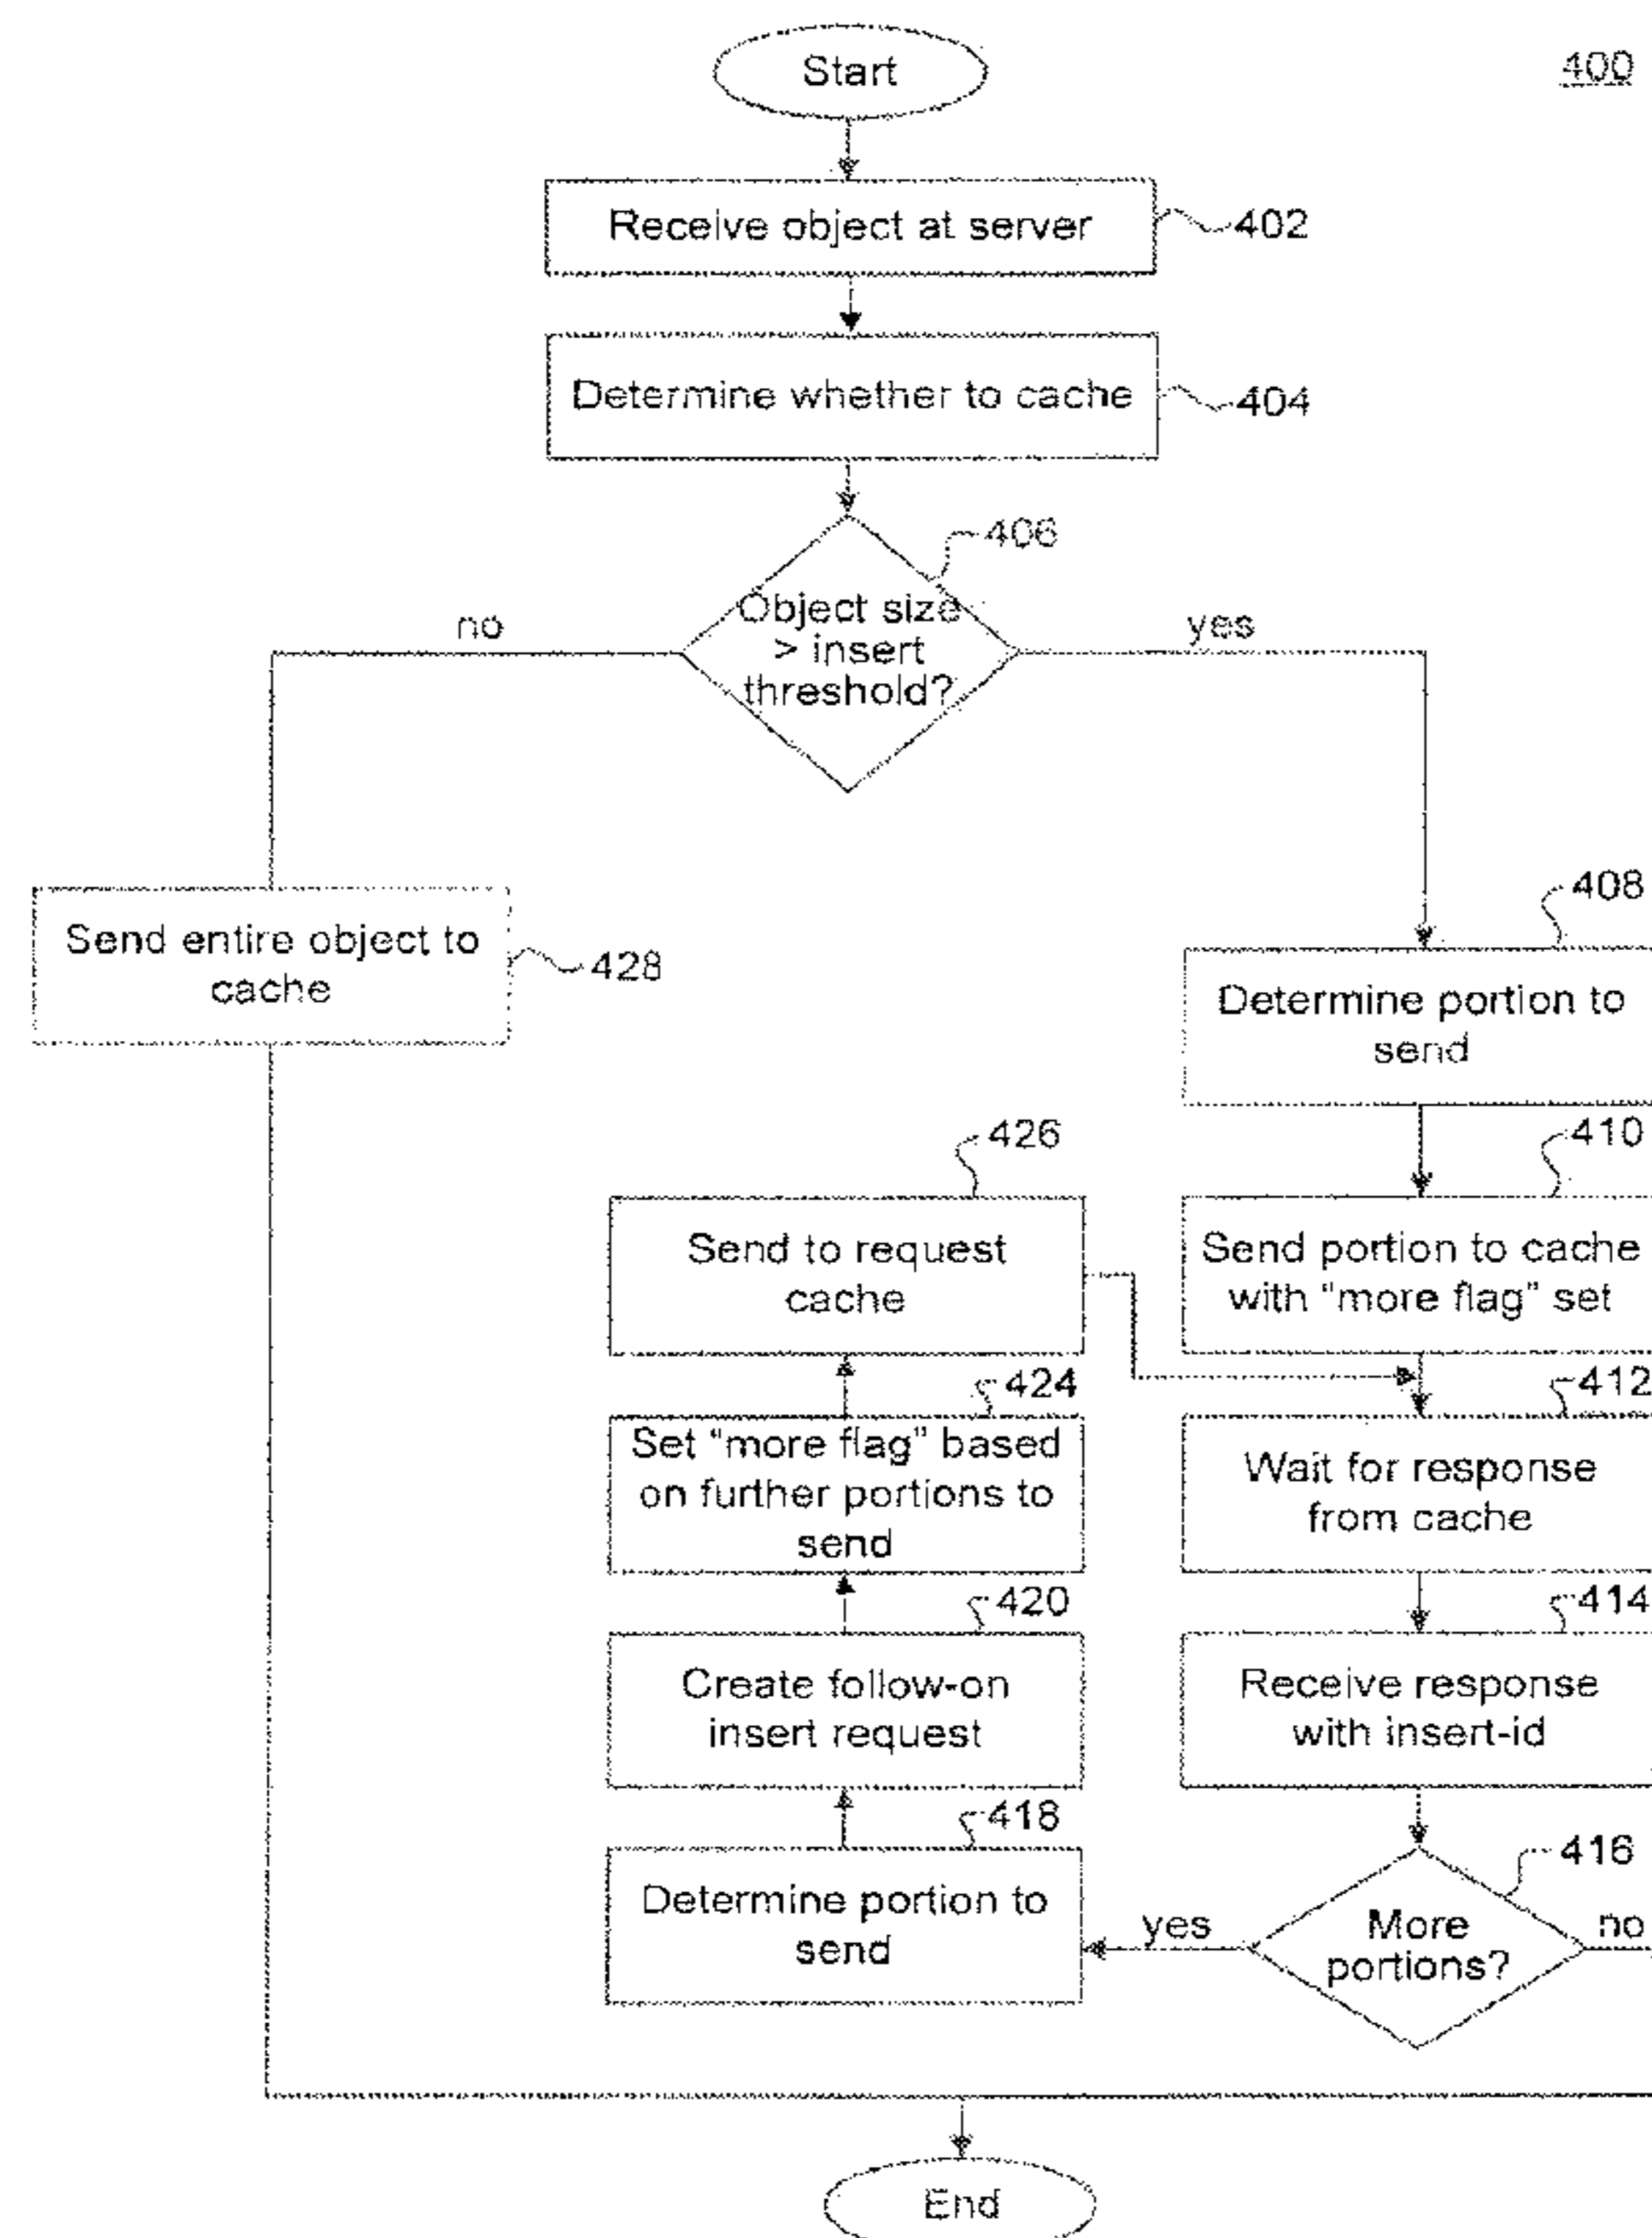 Start
400
Receive object at server
402
Determine whether to cache
404
406
Object size
> insert
threshold?
no
yes
408
Send entire object to
cache
428
Determine portion to
send
426
410
Send to request
cache
Send portion to cache
with "more flag" set
424
412
Set "more flag" based
on further portions to
send
Wait for response
from cache
420
414
Create follow-on
insert request
Receive response
with insert-id
418
416
Determine portion to
send
yes
More
portions?
no
End